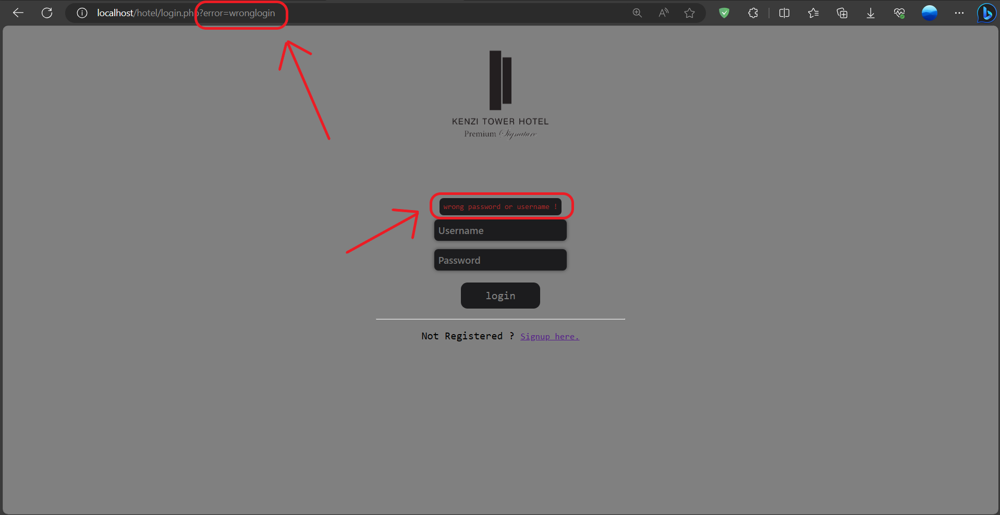 localhost/hotel/login.php?error=wronglogin
KENZI TOWER HOTEL
Premium Signature
wrong password or username !
Username
Password
login
Not Registered ? Signup here.